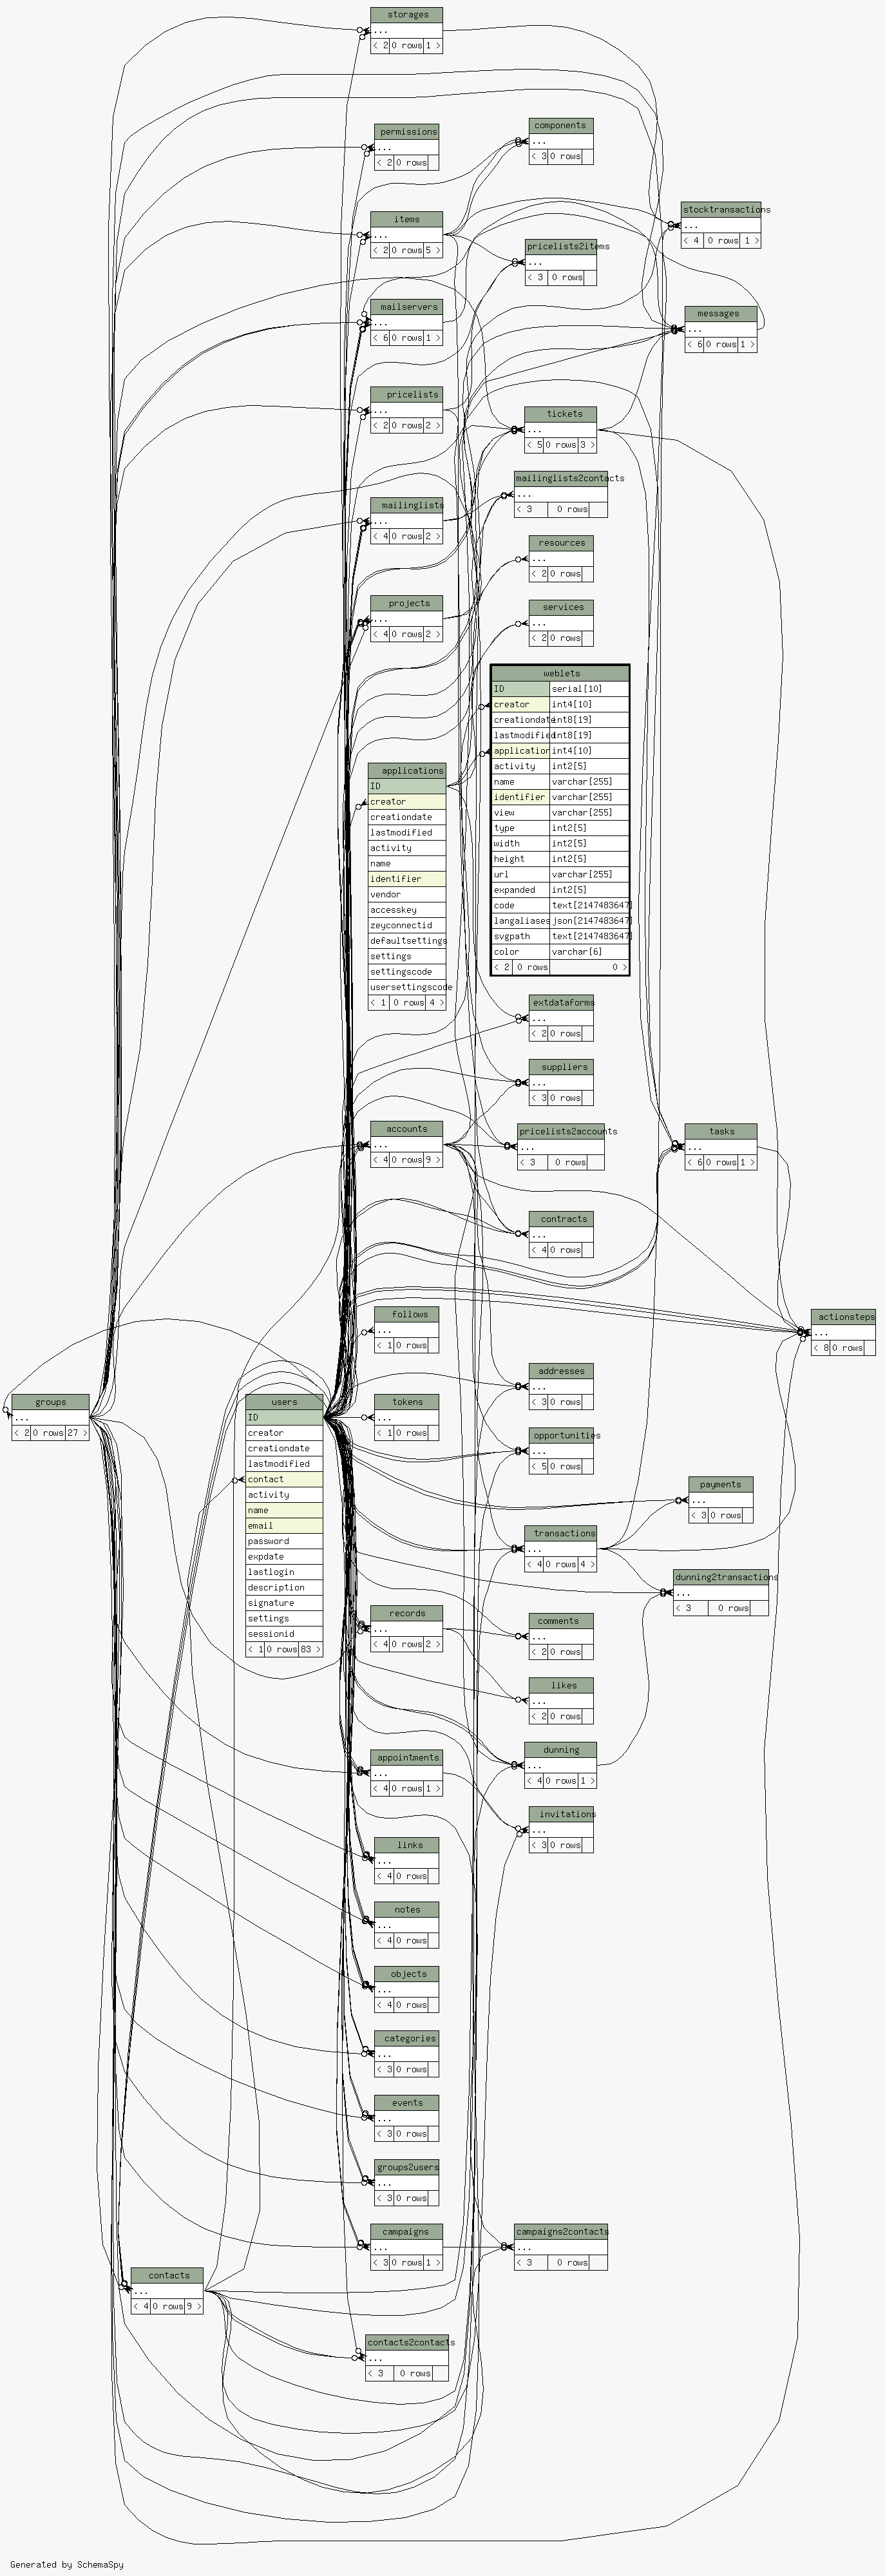 storages
...
< 2 0 rows 1 >
permissions
...
< 2 0 rows
components
...
< 3 0 rows
items
...
< 2 0 rows 5 >
stocktransactions
...
< 4 0 rows 1 >
pricelists2items
...
< 3 0 rows
mailservers
...
< 6 0 rows 1 >
messages
...
< 6 0 rows 1 >
pricelists
...
< 2 0 rows 2 >
tickets
...
< 5 0 rows 3 >
mailinglists
...
< 4 0 rows 2 >
mailinglists2contacts
...
< 3 0 rows
resources
...
< 2 0 rows
projects
...
< 4 0 rows 2 >
services
...
< 2 0 rows
weblets
ID serial[10]
creator int4[10]
creationdate int8[19]
lastmodified int8[19]
application int4[10]
activity int2[5]
name varchar[255]
identifier varchar[255]
view varchar[255]
type int2[5]
width int2[5]
height int2[5]
url varchar[255]
expanded int2[5]
code text[2147483647]
langaliases json[2147483647]
svgpath text[2147483647]
color varchar[6]
< 2 0 rows 0 >
applications
ID
creator
creationdate
lastmodified
activity
name
identifier
vendor
accesskey
zeyconnectid
defaultsettings
settings
settingscode
usersettingscode
< 1 0 rows 4 >
extdataforms
...
< 2 0 rows
suppliers
...
< 3 0 rows
accounts
...
< 4 0 rows 9 >
pricelists2accounts
...
< 3 0 rows
tasks
...
< 6 0 rows 1 >
contracts
...
< 4 0 rows
follows
...
< 1 0 rows
actionsteps
...
< 8 0 rows
addresses
...
< 3 0 rows
groups
...
< 2 0 rows 27 >
users
ID
creator
creationdate
lastmodified
contact
activity
name
email
password
expdate
lastlogin
description
signature
settings
sessionid
< 1 0 rows 83 >
tokens
...
< 1 0 rows
opportunities
...
< 5 0 rows
payments
...
< 3 0 rows
transactions
...
< 4 0 rows 4 >
dunning2transactions
...
< 3 0 rows
records
...
< 4 0 rows 2 >
comments
...
< 2 0 rows
likes
...
< 2 0 rows
appointments
...
< 4 0 rows 1 >
dunning
...
< 4 0 rows 1 >
invitations
...
< 3 0 rows
links
...
< 4 0 rows
notes
...
< 4 0 rows
objects
...
< 4 0 rows
categories
...
< 3 0 rows
events
...
< 3 0 rows
groups2users
...
< 3 0 rows
campaigns
...
< 3 0 rows 1 >
campaigns2contacts
...
< 3 0 rows
contacts
...
< 4 0 rows 9 >
contacts2contacts
...
< 3 0 rows
Generated by SchemaSpy